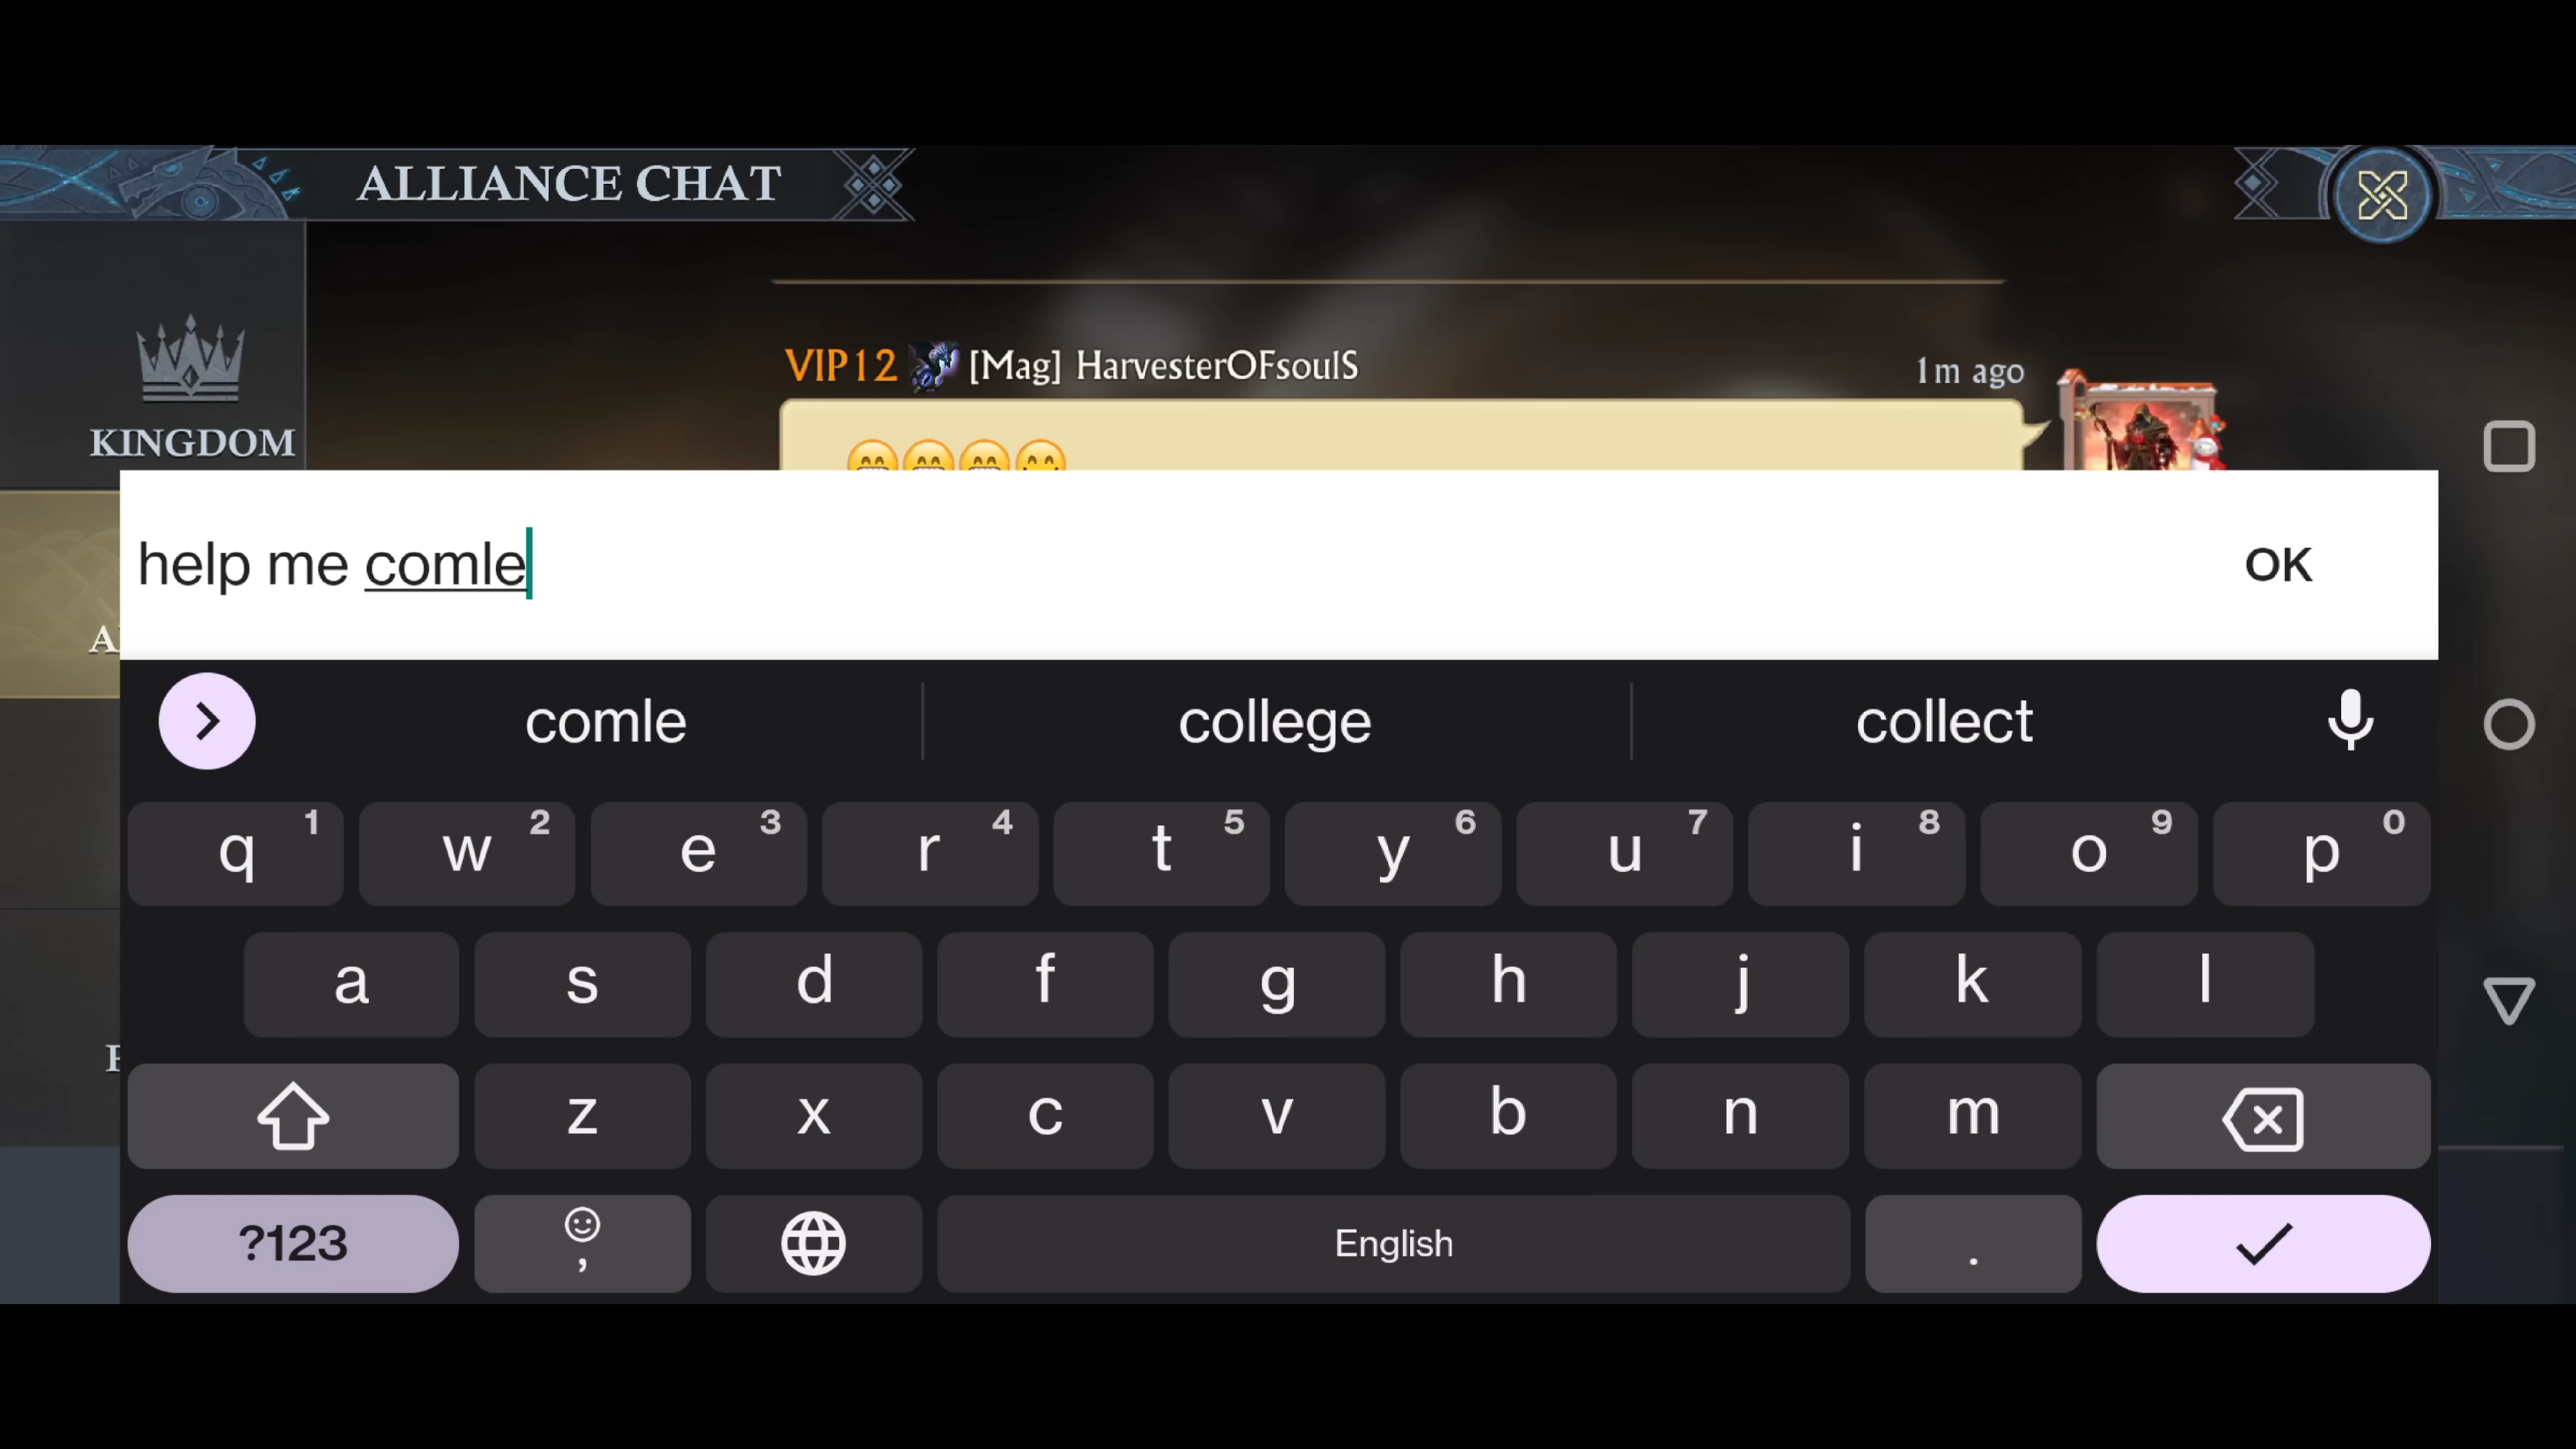 ALLIANCE CHAT
KINGDOM
VIP12 [Mag] HarvesterOFsoulS
1m ago
😁😁😁😊
help me comle
OK
comle college collect
q 1 w 2 e 3 r 4 t 5 y 6 u 7 i 8 o 9 p 0
a s d f g h j k l
z x c v b n m
?123 , English .